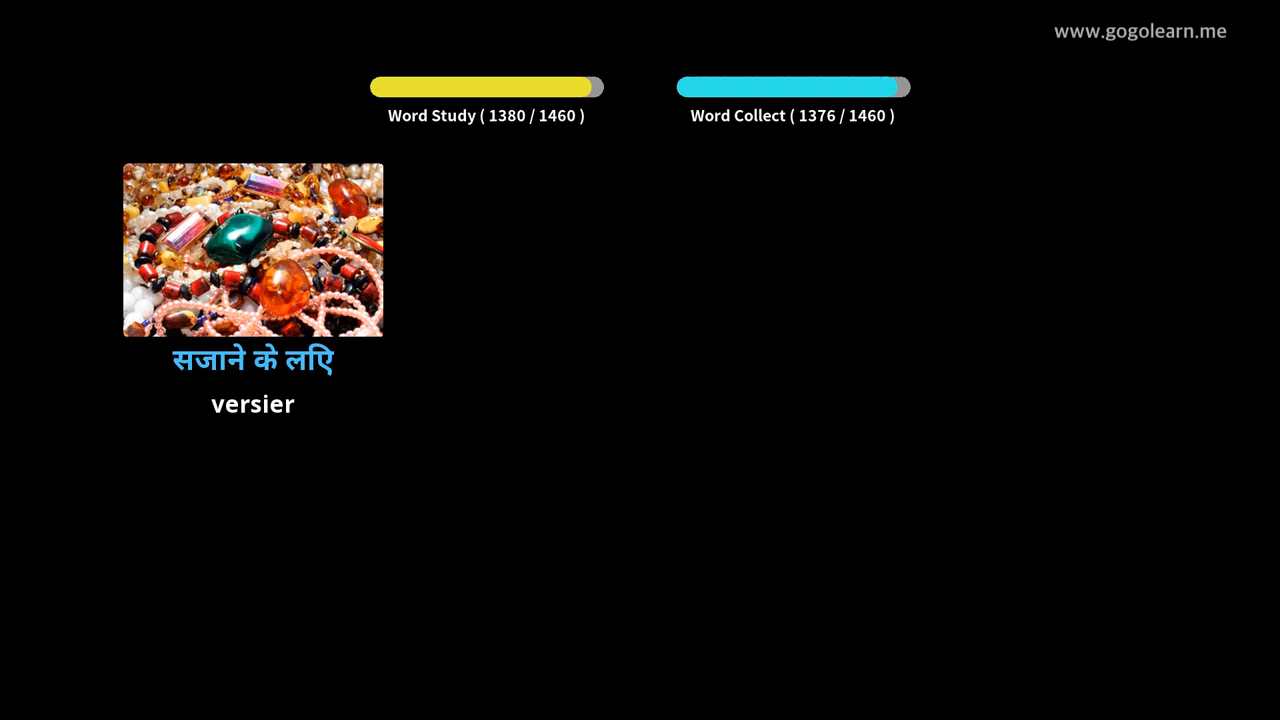 www.gogolearn.me
Word Study ( 1380 / 1460 )
Word Collect ( 1376 / 1460 )
सजाने के लिए
versier